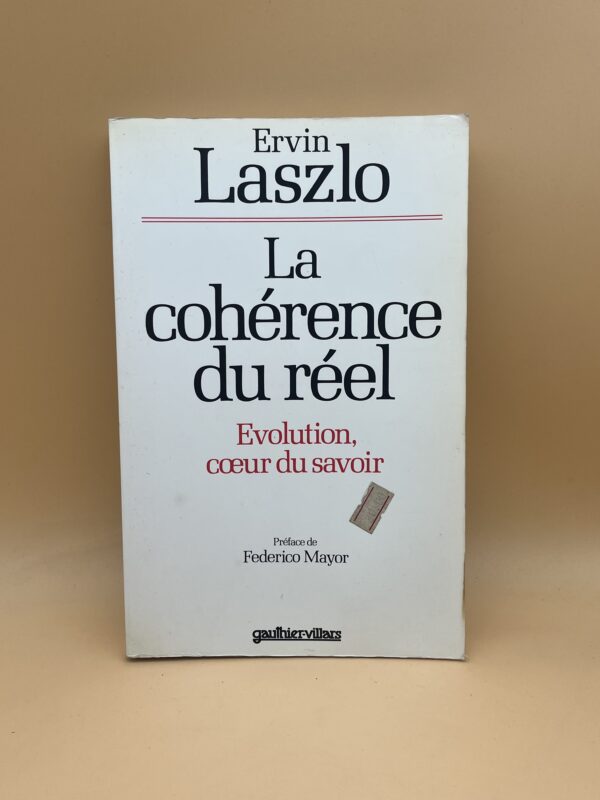 Ervin
Laszlo
La
cohérence
du réel
Evolution,
cœur du savoir
Préface de
Federico Mayor
gauthier-villars